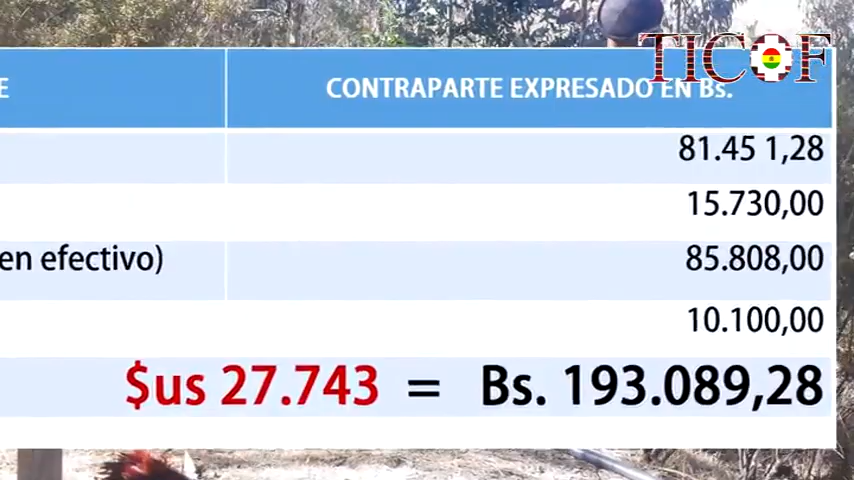 TICOF
E CONTRAPARTE EXPRESADO EN Bs.
81.45 1,28
15.730,00
en efectivo) 85.808,00
10.100,00
$us 27.743 = Bs. 193.089,28